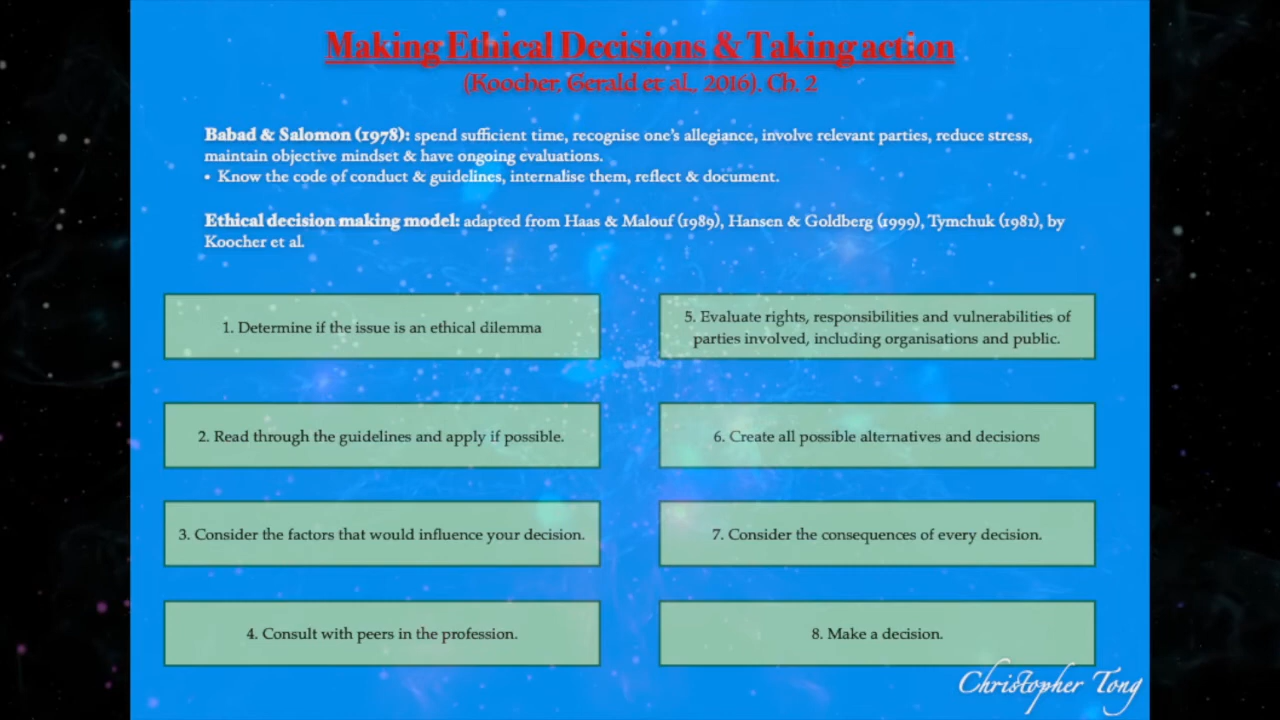 Making Ethical Decisions & Taking action
(Koocher, Gerald et al., 2016). Ch. 2
Babad & Salomon (1978): spend sufficient time, recognise one's allegiance, involve relevant parties, reduce stress,
maintain objective mindset & have ongoing evaluations.
• Know the code of conduct & guidelines, internalise them, reflect & document.
Ethical decision making model: adapted from Haas & Malouf (1989), Hansen & Goldberg (1999), Tymchuk (1981), by
Koocher et al.
1. Determine if the issue is an ethical dilemma
2. Read through the guidelines and apply if possible.
3. Consider the factors that would influence your decision.
4. Consult with peers in the profession.
5. Evaluate rights, responsibilities and vulnerabilities of
parties involved, including organisations and public.
6. Create all possible alternatives and decisions
7. Consider the consequences of every decision.
8. Make a decision.
Christopher Tong